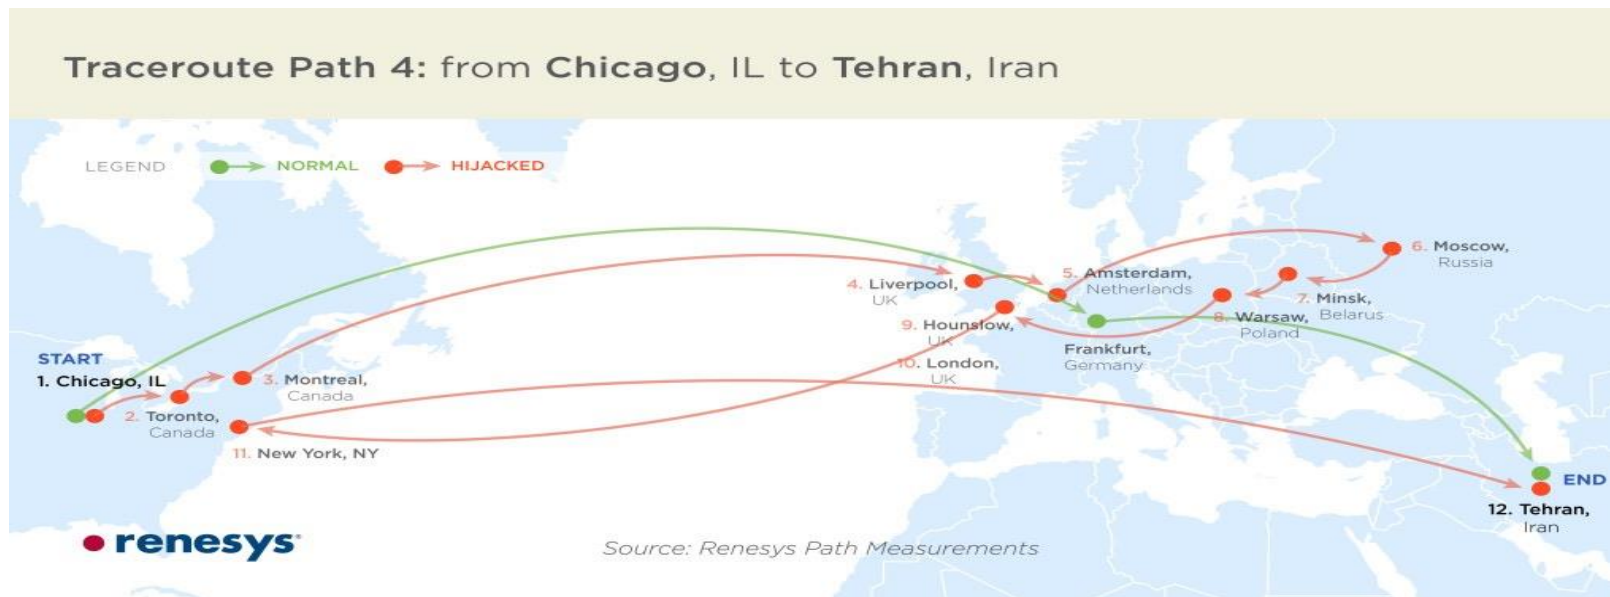 Traceroute Path 4: from Chicago, IL to Tehran, Iran
LEGEND
NORMAL
HIJACKED
START
1. Chicago, IL
2. Toronto,
Canada
3. Montreal,
Canada
4. Liverpool,
UK
5. Amsterdam,
Netherlands
6. Moscow,
Russia
7. Minsk,
Belarus
8. Warsaw,
Poland
9. Hounslow,
UK
10. London,
UK
Frankfurt,
Germany
11. New York, NY
END
12. Tehran,
Iran
renesys
Source: Renesys Path Measurements